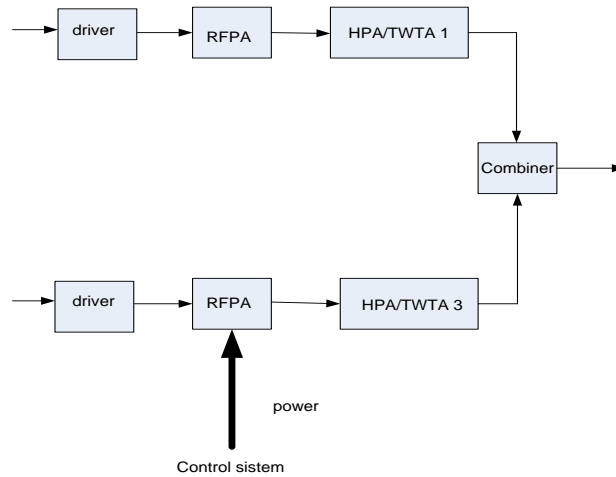 driver
RFPA
HPA/TWTA 1
Combiner
driver
RFPA
HPA/TWTA 3
power
Control sistem